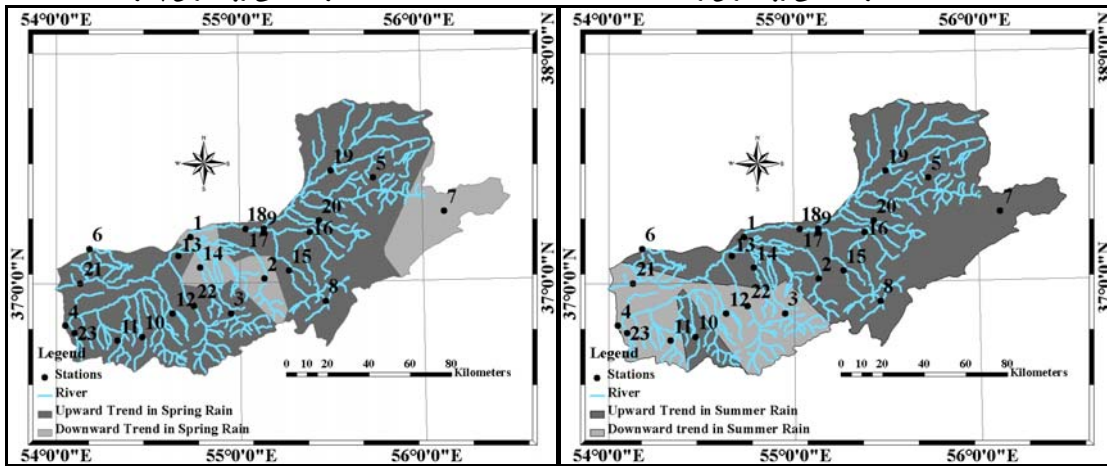 54°0'0"E 55°0'0"E 56°0'0"E
38°0'0"N
N
W E
S
19
5
7
20
18 9
1
16
6
17
13
14
15
21
2
37°0'0"N
8
12 22
3
4
10
23
11
Legend
Stations
River
Upward Trend in Spring Rain
Downward Trend in Spring Rain
0 10 20 40 60 80
Kilometers
54°0'0"E 55°0'0"E 56°0'0"E
54°0'0"E 55°0'0"E 56°0'0"E
38°0'0"N
N
W E
S
19
5
7
20
18 9
1
16
6
17
13
14
15
21
2
37°0'0"N
8
12 22
3
4
10
23
11
Legend
Stations
River
Upward Trend in Summer Rain
Downward trend in Summer Rain
0 10 20 40 60 80
Kilometers
54°0'0"E 55°0'0"E 56°0'0"E